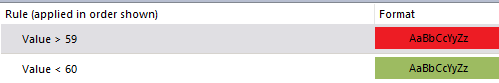 Rule (applied in order shown) Format
Value > 59 AaBbCcYyZz
Value < 60 AaBbCcYyZz